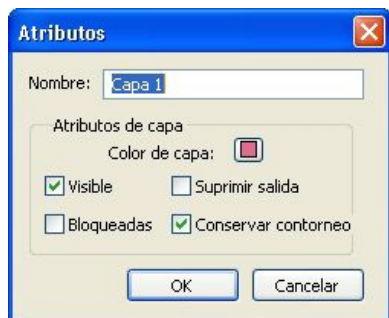 Atributos
Nombre: Capa 1
Atributos de capa
Color de capa:
Visible Suprimir salida
Bloqueadas Conservar contorneo
OK Cancelar